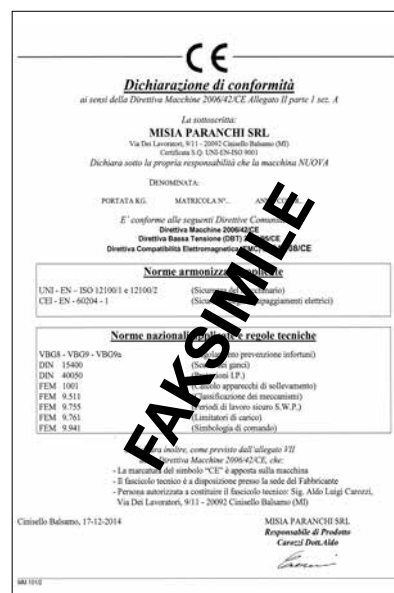 CE
Dichiarazione di conformità
ai sensi della Direttiva Macchine 2006/42/CE Allegato II parte 1 sez. A
La sottoscritta:
MISIA PARANCHI SRL
Via Dei Lavoratori, 9/11 - 20092 Cinisello Balsamo (MI)
Certificata S.Q. UNI-EN-ISO 9001
Dichiara sotto la propria responsabilità che la macchina NUOVA
DENOMINATA:
PORTATA KG. MATRICOLA N°..
E' conforme alle seguenti Direttive
Direttiva Macchine 2006/42/CE
Direttiva Bassa Tensione (DBT)
Direttiva Compatibilità Elettromagnetica
FAKSIMILE
Norme
UNI - EN – ISO 12100/1 e 12100/2
CEI - EN - 60204 - 1 elettrici)
Norme nazionali applicate e regole tecniche
VBG8 - VBG9 - VBG9a prevenzione infortuni)
DIN 15400 ganci)
DIN 40050 I.P.)
FEM 1001 apparecchi di sollevamento)
FEM 9.511 (Classificazione dei meccanismi)
FEM 9.755 (Periodi di lavoro sicuro S.W.P.)
FEM 9.761 (Limitatori di carico)
FEM 9.941 (Simbologia di comando)
inoltre, come previsto dall'allegato VII
Direttiva Macchine 2006/42/CE, che:
- La marcatura del simbolo "CE" è apposta sulla macchina
- Il fascicolo tecnico è a disposizione presso la sede del Fabbricante
- Persona autorizzata a costituire il fascicolo tecnico: Sig. Aldo Luigi Carozzi,
Via Dei Lavoratori, 9/11 - 20092 Cinisello Balsamo (MI)
Cinisello Balsamo, 17-12-2014
MISIA PARANCHI SRL
Responsabile di Prodotto
Carozzi Dott.Aldo